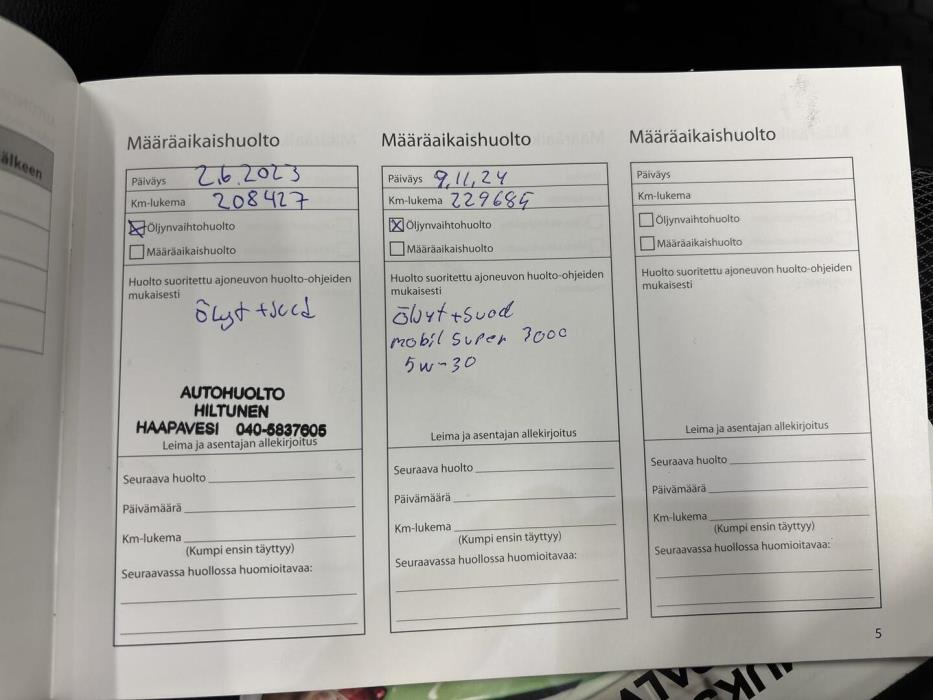 älkeen
Määräaikaishuolto
Päiväys 2.6.2023
Km-lukema 208427
Öljynvaihtohuolto
Määräaikaishuolto
Huolto suoritettu ajoneuvon huolto-ohjeiden
mukaisesti
AUTOHUOLTO
HILTUNEN
HAAPAVESI 040-5837605
Leima ja asentajan allekirjoitus
Seuraava huolto
Päivämäärä
Km-lukema
(Kumpi ensin täyttyy)
Seuraavassa huollossa huomioitavaa:
Määräaikaishuolto
Päiväys 9,11,24
Km-lukema 229685
Öljynvaihtohuolto
Määräaikaishuolto
Huolto suoritettu ajoneuvon huolto-ohjeiden
mukaisesti
mobil super 3000
5w-30
Leima ja asentajan allekirjoitus
Seuraava huolto
Päivämäärä
Km-lukema
(Kumpi ensin täyttyy)
Seuraavassa huollossa huomioitavaa:
Määräaikaishuolto
Päiväys
Km-lukema
Öljynvaihtohuolto
Määräaikaishuolto
Huolto suoritettu ajoneuvon huolto-ohjeiden
mukaisesti
Leima ja asentajan allekirjoitus
Seuraava huolto
Päivämäärä
Km-lukema
(Kumpi ensin täyttyy)
Seuraavassa huollossa huomioitavaa:
5